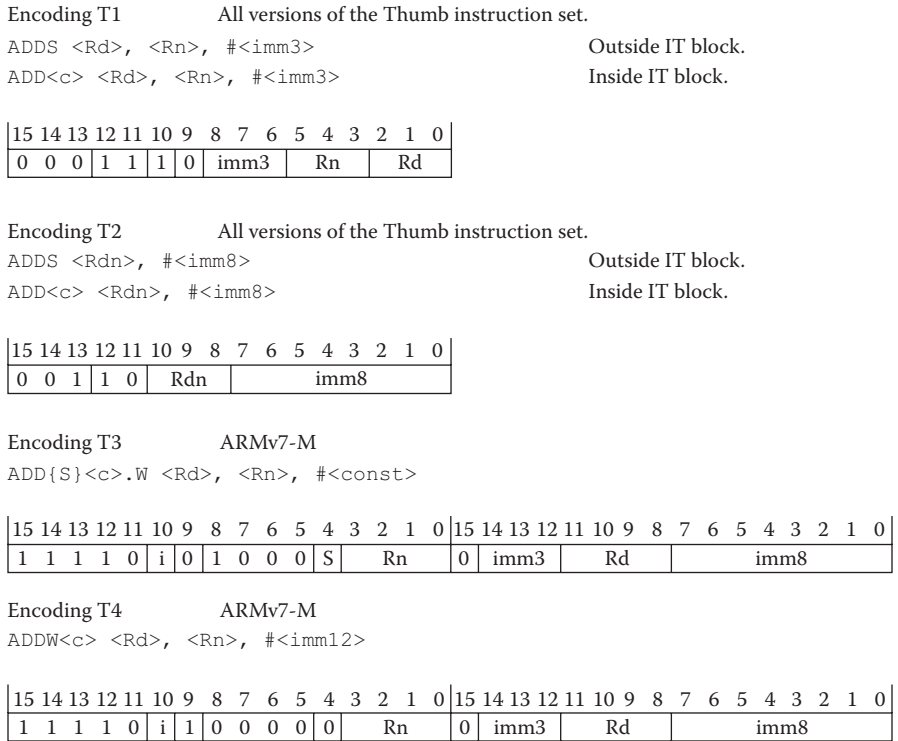 Encoding T1 All versions of the Thumb instruction set.
ADDS <Rd>, <Rn>, #<imm3> Outside IT block.
ADD<c> <Rd>, <Rn>, #<imm3> Inside IT block.
15 14 13 12 11 10 9 8 7 6 5 4 3 2 1 0
0 0 0 1 1 1 0 imm3 Rn Rd
Encoding T2 All versions of the Thumb instruction set.
ADDS <Rdn>, #<imm8> Outside IT block.
ADD<c> <Rdn>, #<imm8> Inside IT block.
15 14 13 12 11 10 9 8 7 6 5 4 3 2 1 0
0 0 1 1 0 Rdn imm8
Encoding T3 ARMv7-M
ADD{S}<c>.W <Rd>, <Rn>, #<const>
15 14 13 12 11 10 9 8 7 6 5 4 3 2 1 0 15 14 13 12 11 10 9 8 7 6 5 4 3 2 1 0
1 1 1 1 0 i 0 1 0 0 0 S Rn 0 imm3 Rd imm8
Encoding T4 ARMv7-M
ADDW<c> <Rd>, <Rn>, #<imm12>
15 14 13 12 11 10 9 8 7 6 5 4 3 2 1 0 15 14 13 12 11 10 9 8 7 6 5 4 3 2 1 0
1 1 1 1 0 i 1 0 0 0 0 0 Rn 0 imm3 Rd imm8